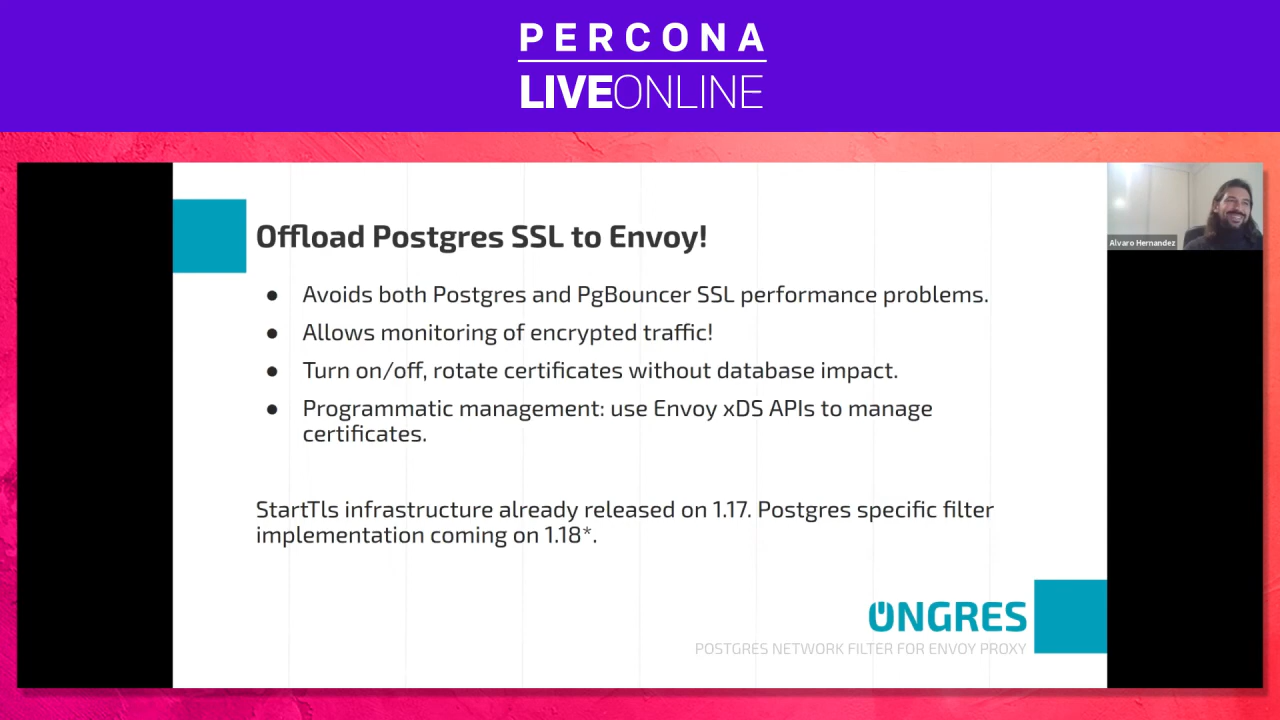 PERCONA
LIVEONLINE
Offload Postgres SSL to Envoy!
● Avoids both Postgres and PgBouncer SSL performance problems.
● Allows monitoring of encrypted traffic!
● Turn on/off, rotate certificates without database impact.
● Programmatic management: use Envoy xDS APIs to manage
certificates.
StartTls infrastructure already released on 1.17. Postgres specific filter
implementation coming on 1.18*.
ONGRES
POSTGRES NETWORK FILTER FOR ENVOY PROXY
Alvaro Hernandez